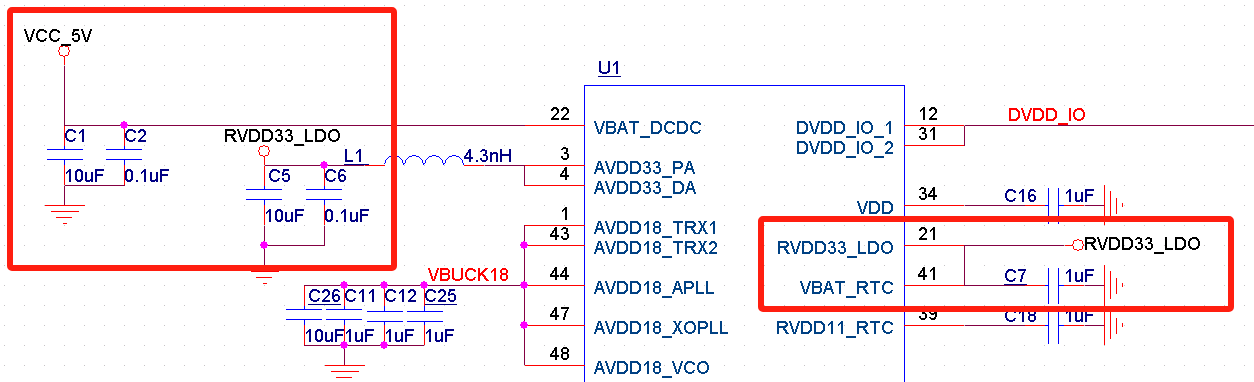 U1
VCC_5V
C1
C2
10uF
0.1uF
RVDD33_LDO
L1
4.3nH
C5
C6
10uF
0.1uF
VBUCK18
C26
C11
C12
C25
10uF
1uF
1uF
1uF
22
VBAT_DCDC
3
AVDD33_PA
4
AVDD33_DA
1
AVDD18_TRX1
43
AVDD18_TRX2
44
AVDD18_APLL
47
AVDD18_XOPLL
48
AVDD18_VCO
DVDD_IO_1
12
DVDD_IO
DVDD_IO_2
31
VDD
34
C16
1uF
RVDD33_LDO
21
RVDD33_LDO
VBAT_RTC
41
C7
1uF
RVDD11_RTC
39
C18
1uF